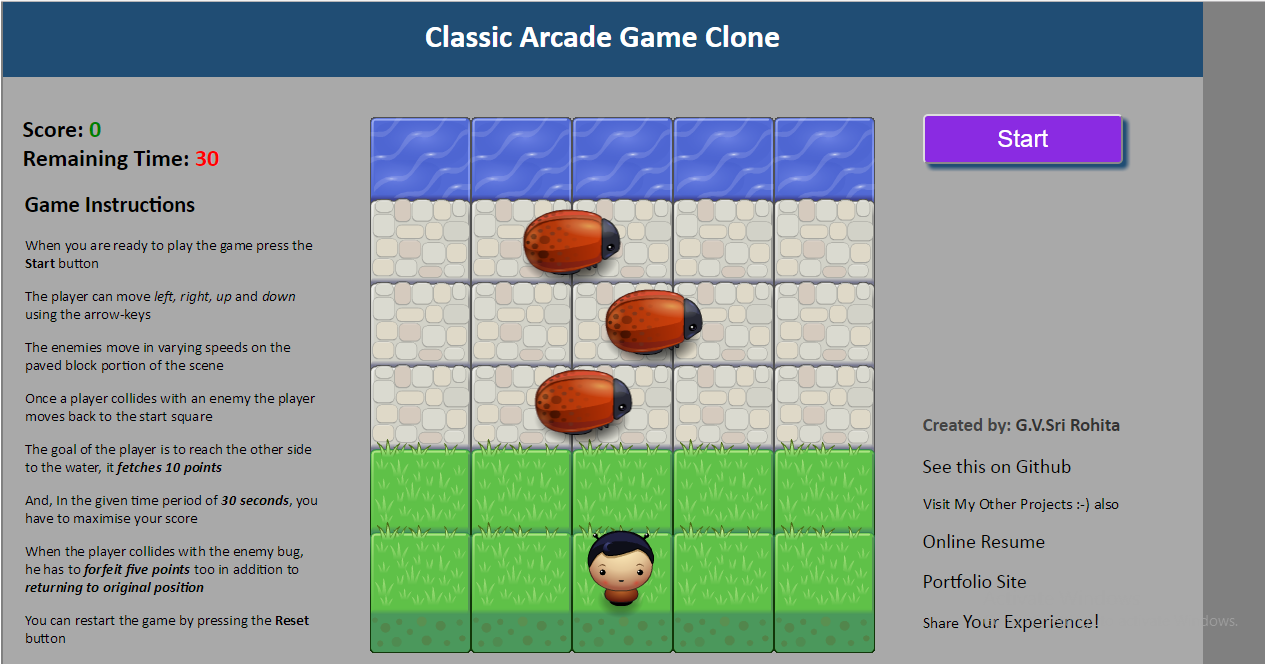 Classic Arcade Game Clone
Score: 0
Remaining Time: 30
Game Instructions
When you are ready to play the game press the
Start button
The player can move left, right, up and down
using the arrow-keys
The enemies move in varying speeds on the
paved block portion of the scene
Once a player collides with an enemy the player
moves back to the start square
The goal of the player is to reach the other side
to the water, it fetches 10 points
And, In the given time period of 30 seconds, you
have to maximise your score
When the player collides with the enemy bug,
he has to forfeit five points too in addition to
returning to original position
You can restart the game by pressing the Reset
button
Start
Created by: G.V.Sri Rohita
See this on Github
Visit My Other Projects :-) also
Online Resume
Portfolio Site
Share Your Experience!